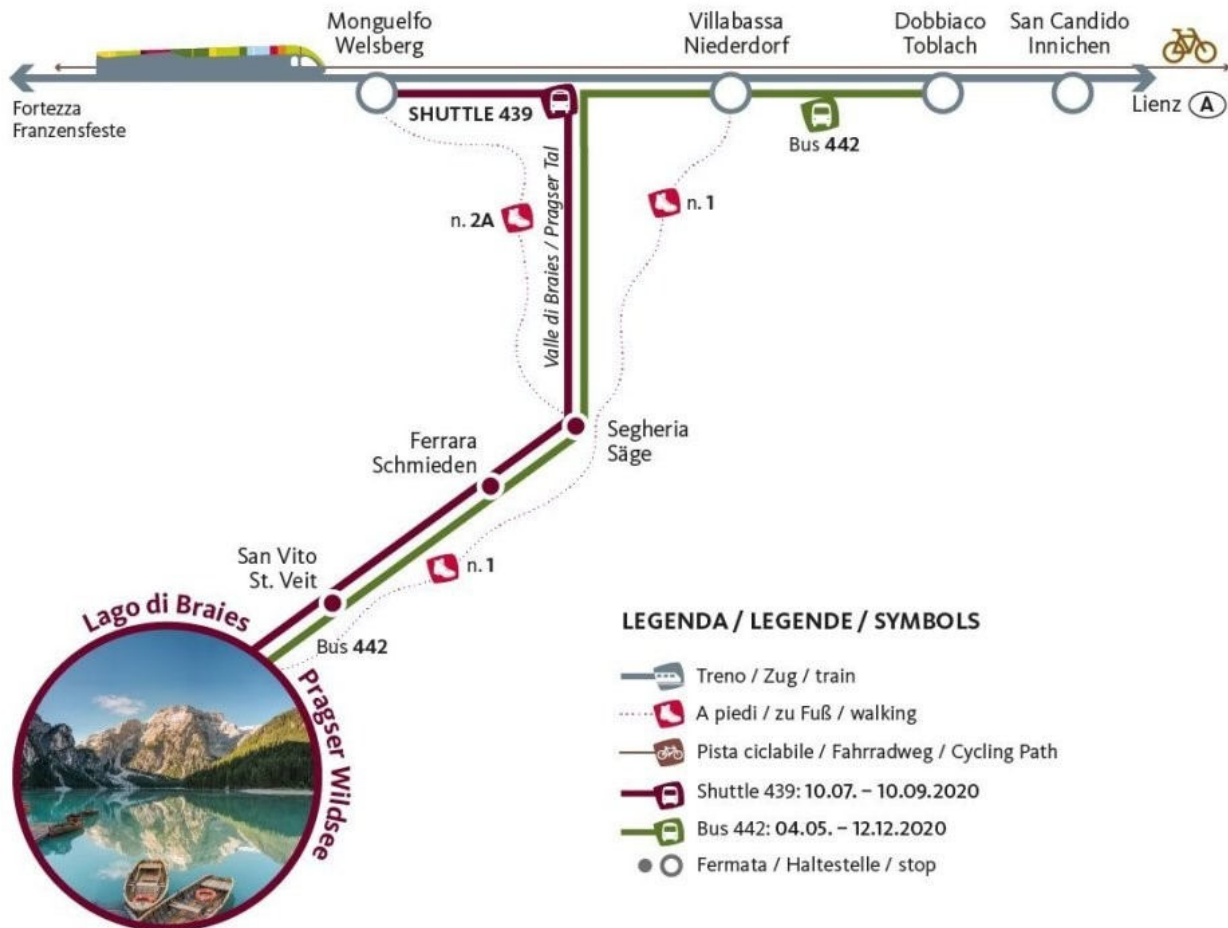 Monguelfo
Welsberg
Villabassa
Niederdorf
Dobbiaco
Toblach
San Candido
Innichen
Fortezza
Franzensfeste
SHUTTLE 439
Bus 442
Lienz A
n. 2A
Valle di Braies / Pragser Tal
n. 1
Segheria
Säge
Ferrara
Schmieden
n. 1
San Vito
St. Veit
Bus 442
Lago di Braies
Pragser Wildsee
LEGENDA / LEGENDE / SYMBOLS
Treno / Zug / train
A piedi / zu Fuß / walking
Pista ciclabile / Fahrradweg / Cycling Path
Shuttle 439: 10.07. – 10.09.2020
Bus 442: 04.05. – 12.12.2020
Fermata / Haltestelle / stop